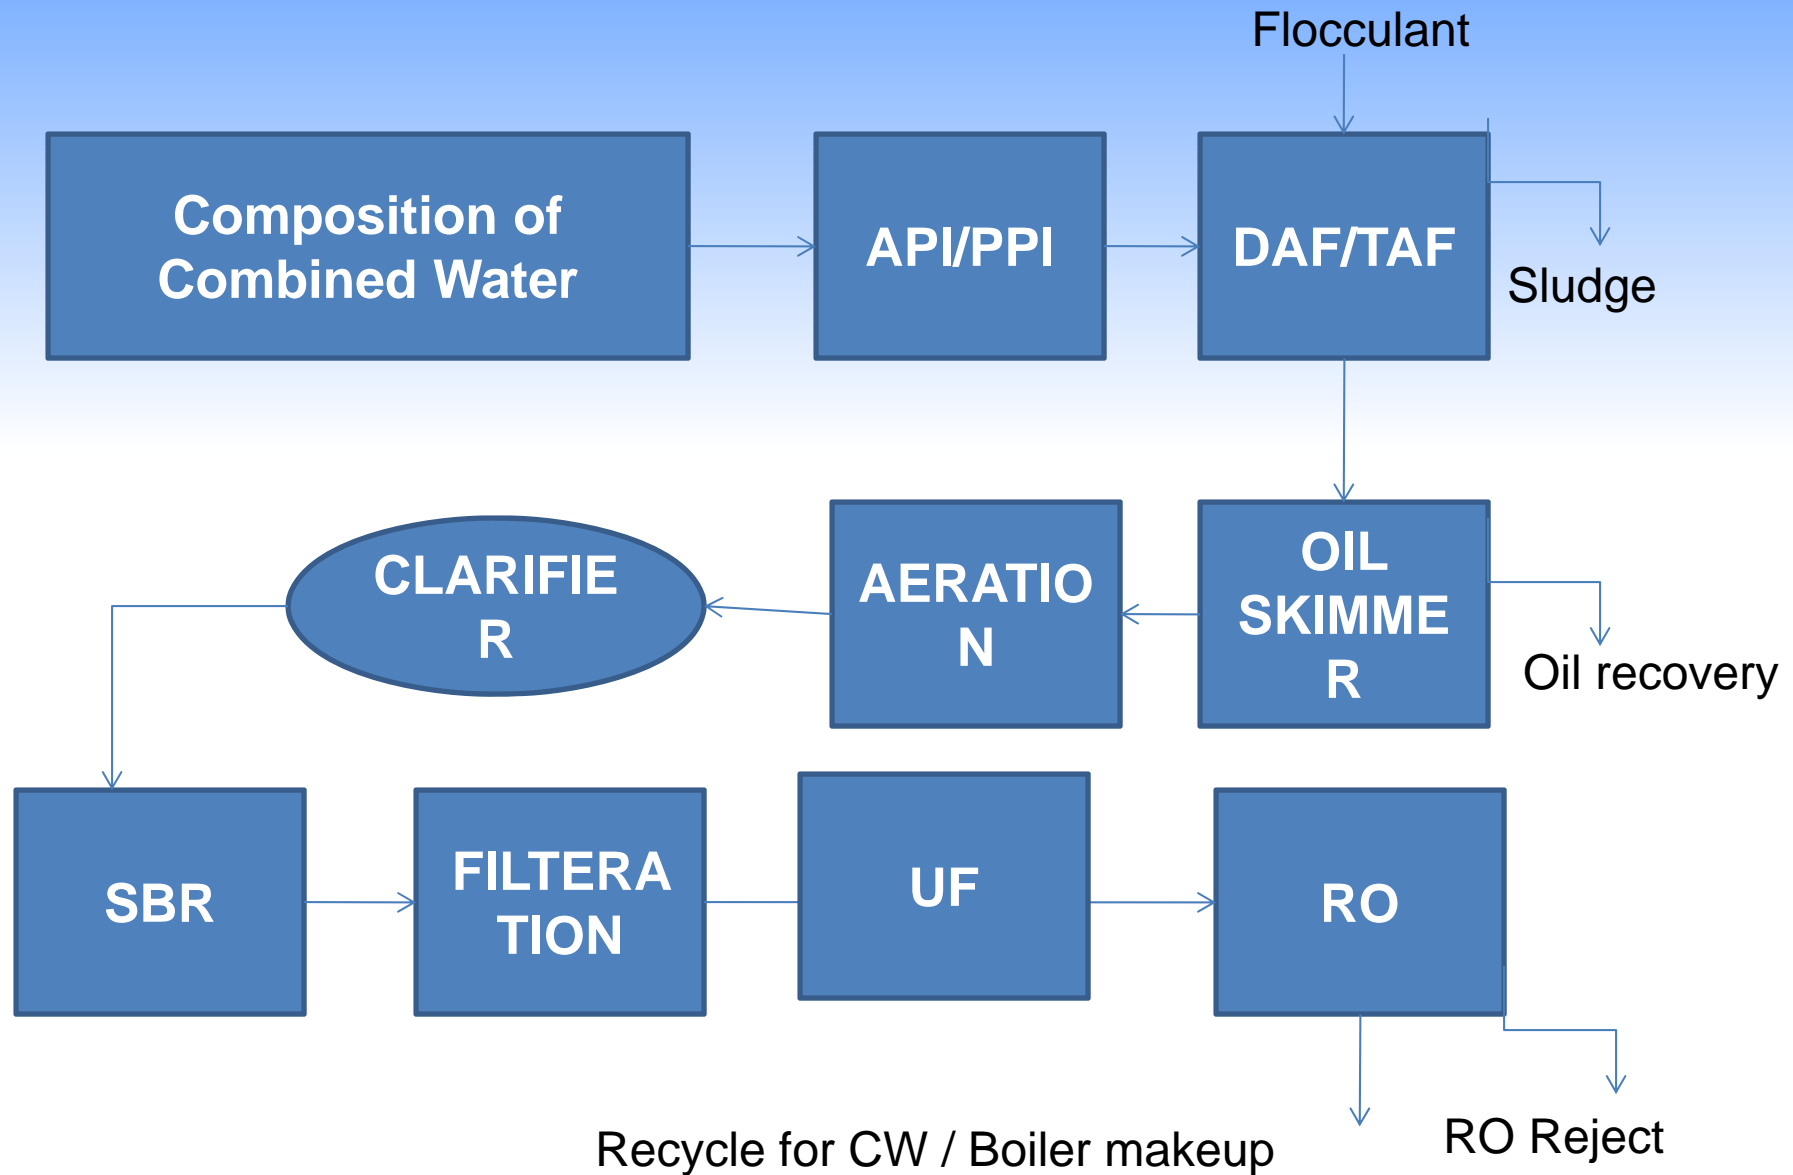 Flocculant
Composition of
Combined Water
API/PPI
DAF/TAF
Sludge
CLARIFIE
R
AERATIO
N
OIL
SKIMME
R
Oil recovery
SBR
FILTERA
TION
UF
RO
Recycle for CW / Boiler makeup
RO Reject